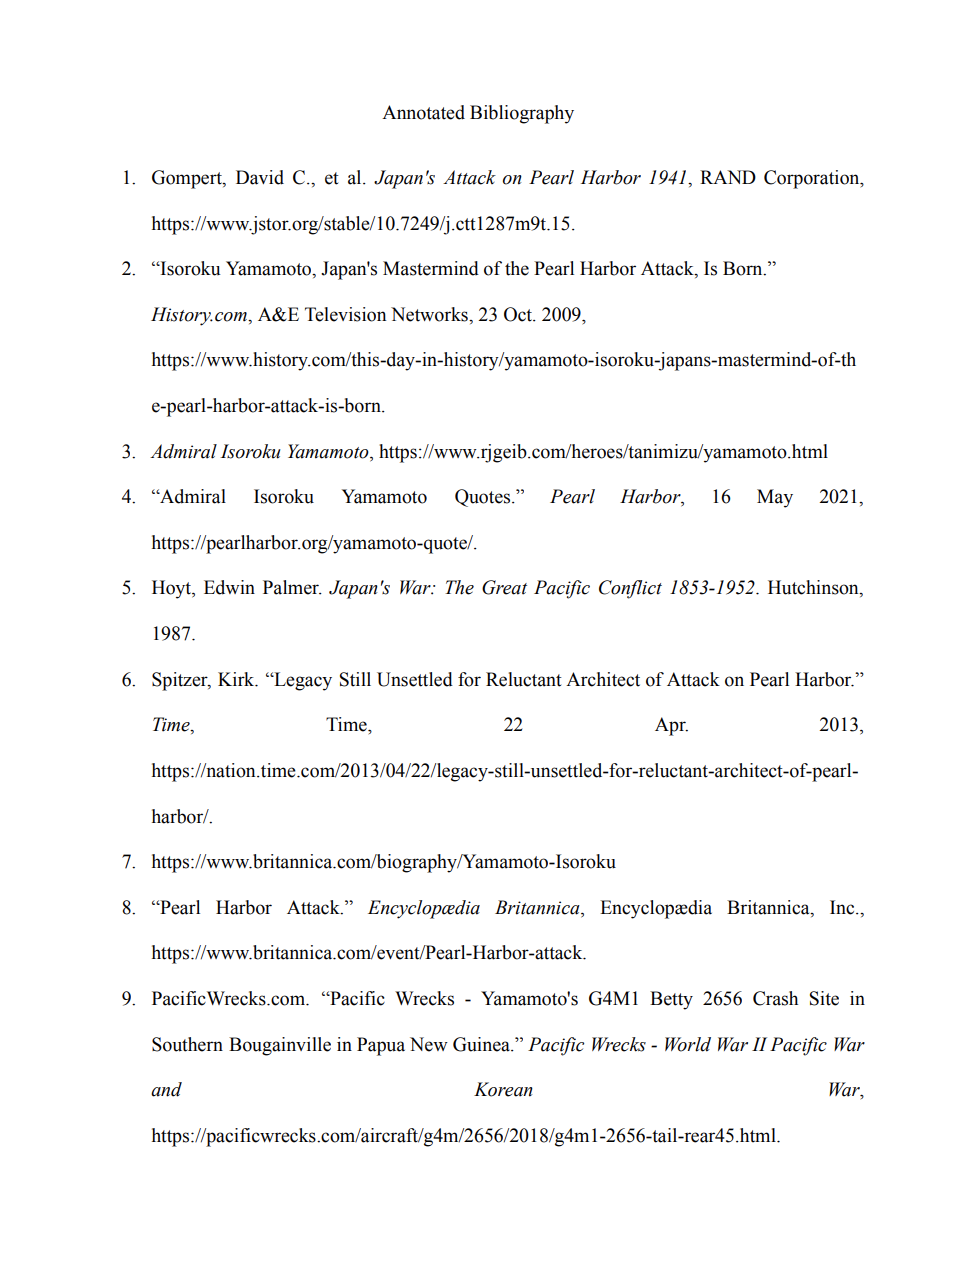 Annotated Bibliography
1. Gompert, David C., et al. Japan's Attack on Pearl Harbor 1941, RAND Corporation,
https://www.jstor.org/stable/10.7249/j.ctt1287m9t.15.
2. “Isoroku Yamamoto, Japan's Mastermind of the Pearl Harbor Attack, Is Born.”
History.com, A&E Television Networks, 23 Oct. 2009,
https://www.history.com/this-day-in-history/yamamoto-isoroku-japans-mastermind-of-th
e-pearl-harbor-attack-is-born.
3. Admiral Isoroku Yamamoto, https://www.rjgeib.com/heroes/tanimizu/yamamoto.html
4. “Admiral Isoroku Yamamoto Quotes.” Pearl Harbor, 16 May 2021,
https://pearlharbor.org/yamamoto-quote/.
5. Hoyt, Edwin Palmer. Japan's War: The Great Pacific Conflict 1853-1952. Hutchinson,
1987.
6. Spitzer, Kirk. “Legacy Still Unsettled for Reluctant Architect of Attack on Pearl Harbor.”
Time, Time, 22 Apr. 2013,
https://nation.time.com/2013/04/22/legacy-still-unsettled-for-reluctant-architect-of-pearl-
harbor/.
7. https://www.britannica.com/biography/Yamamoto-Isoroku
8. “Pearl Harbor Attack.” Encyclopædia Britannica, Encyclopædia Britannica, Inc.,
https://www.britannica.com/event/Pearl-Harbor-attack.
9. PacificWrecks.com. “Pacific Wrecks - Yamamoto's G4M1 Betty 2656 Crash Site in
Southern Bougainville in Papua New Guinea.” Pacific Wrecks - World War II Pacific War
and Korean War,
https://pacificwrecks.com/aircraft/g4m/2656/2018/g4m1-2656-tail-rear45.html.